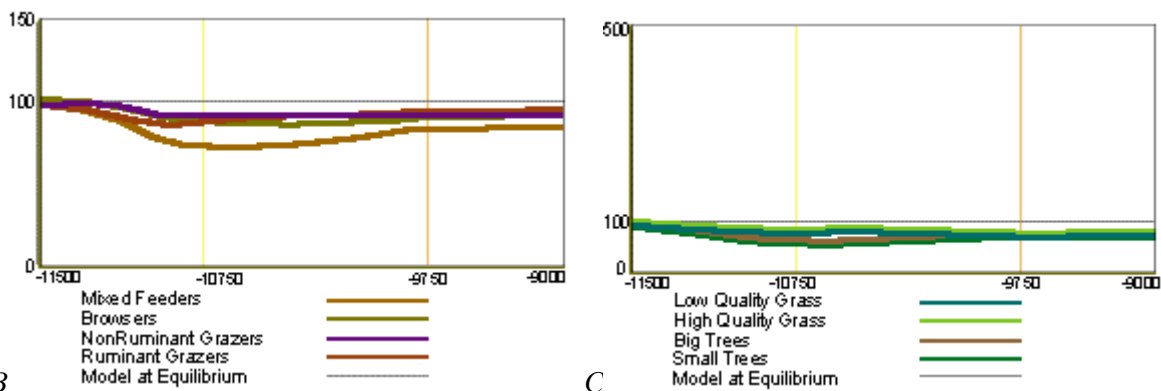 150
100
0
-11500 -10750 -9750 -9000
Mixed Feeders
Browsers
NonRuminant Grazers
Ruminant Grazers
Model at Equilibrium
B
500
100
0
-11500 -10750 -9750 -9000
Low Quality Grass
High Quality Grass
Big Trees
Small Trees
Model at Equilibrium
C